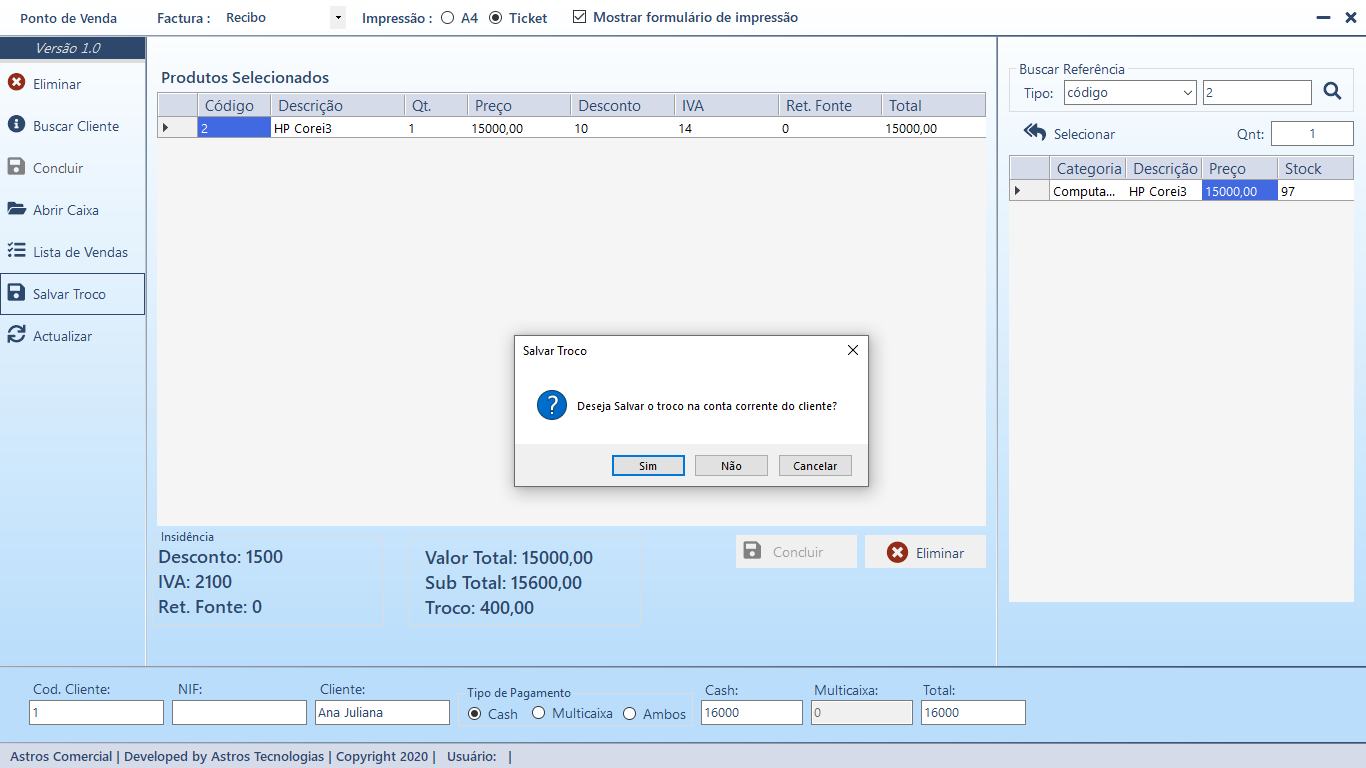 Ponto de Venda Factura : Recibo Impressão : A4 Ticket Mostrar formulário de impressão
Versão 1.0
Eliminar
Buscar Cliente
Concluir
Abrir Caixa
Lista de Vendas
Salvar Troco
Actualizar
Produtos Selecionados
Código Descrição Qt. Preço Desconto IVA Ret. Fonte Total
2 HP Corei3 1 15000,00 10 14 0 15000,00
Buscar Referência
Tipo: código 2
Selecionar Qnt: 1
Categoria Descrição Preço Stock
Computa... HP Corei3 15000,00 97
Salvar Troco
Deseja Salvar o troco na conta corrente do cliente?
Sim Não Cancelar
Insidência
Desconto: 1500
IVA: 2100
Ret. Fonte: 0
Valor Total: 15000,00
Sub Total: 15600,00
Troco: 400,00
Concluir Eliminar
Cod. Cliente: NIF: Cliente: Tipo de Pagamento Cash: Multicaixa: Total:
1 Ana Juliana Cash Multicaixa Ambos 16000 0 16000
Astros Comercial | Developed by Astros Tecnologias | Copyright 2020 | Usuário: |